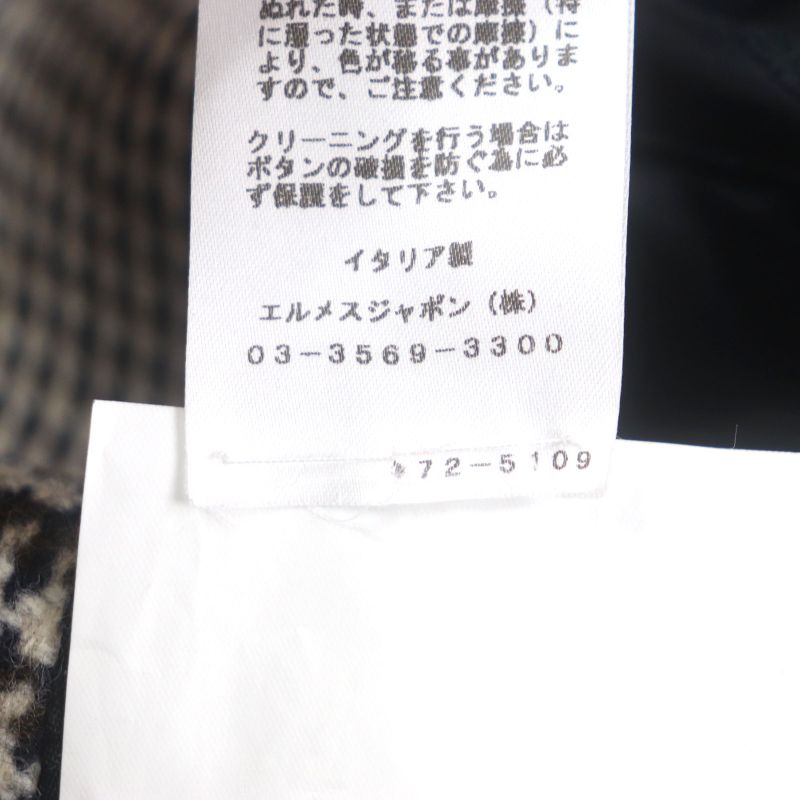 ぬれた時、または摩擦(特
に湿った状態での摩擦)に
より、色が移る事がありま
すので、ご注意ください。
クリーニングを行う場合は
ボタンの破損を防ぐ為に必
ず保護をして下さい。
イタリア製
エルメスジャポン(株)
03-3569-3300
72-5109